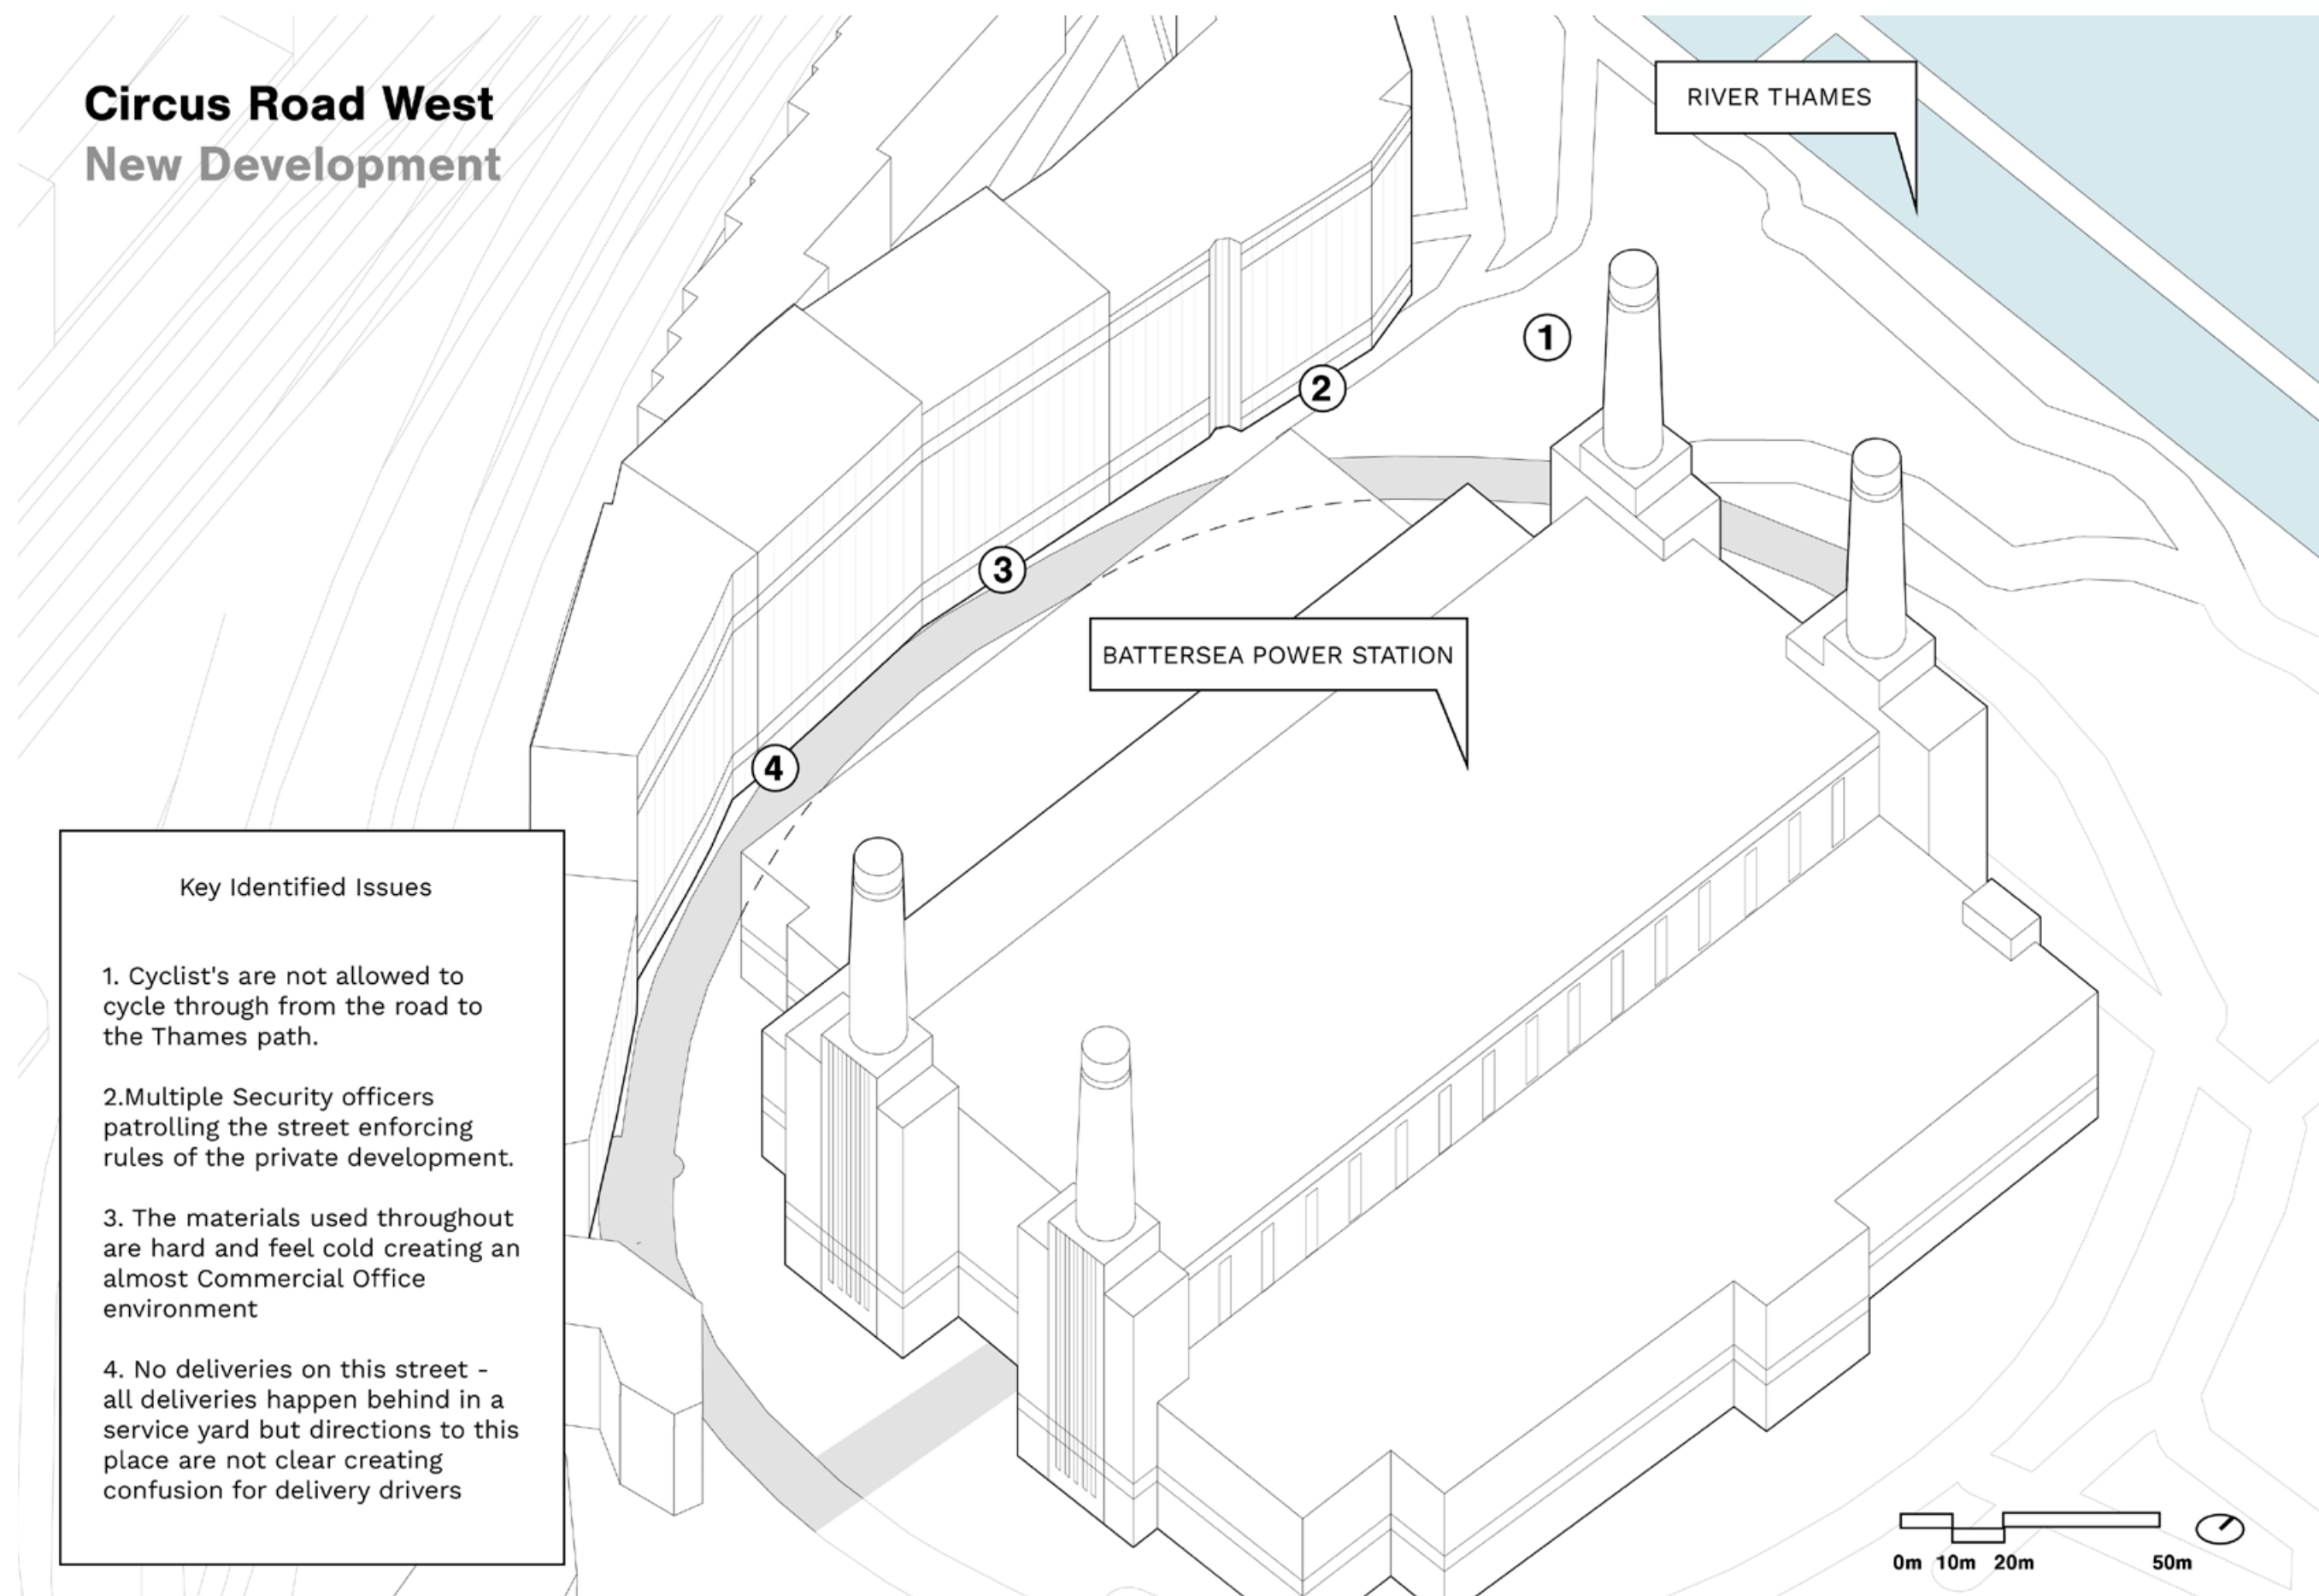 Circus Road West
New Development
RIVER THAMES
1
2
3
BATTERSEA POWER STATION
4
Key Identified Issues
1. Cyclist's are not allowed to
cycle through from the road to
the Thames path.
2.Multiple Security officers
patrolling the street enforcing
rules of the private development.
3. The materials used throughout
are hard and feel cold creating an
almost Commercial Office
environment
4. No deliveries on this street -
all deliveries happen behind in a
service yard but directions to this
place are not clear creating
confusion for delivery drivers
0m 10m 20m 50m